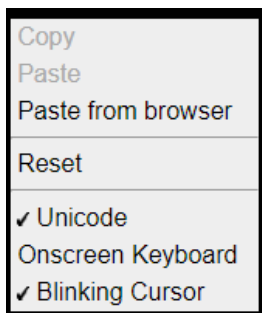 Copy
Paste
Paste from browser
Reset
✓ Unicode
Onscreen Keyboard
✓ Blinking Cursor